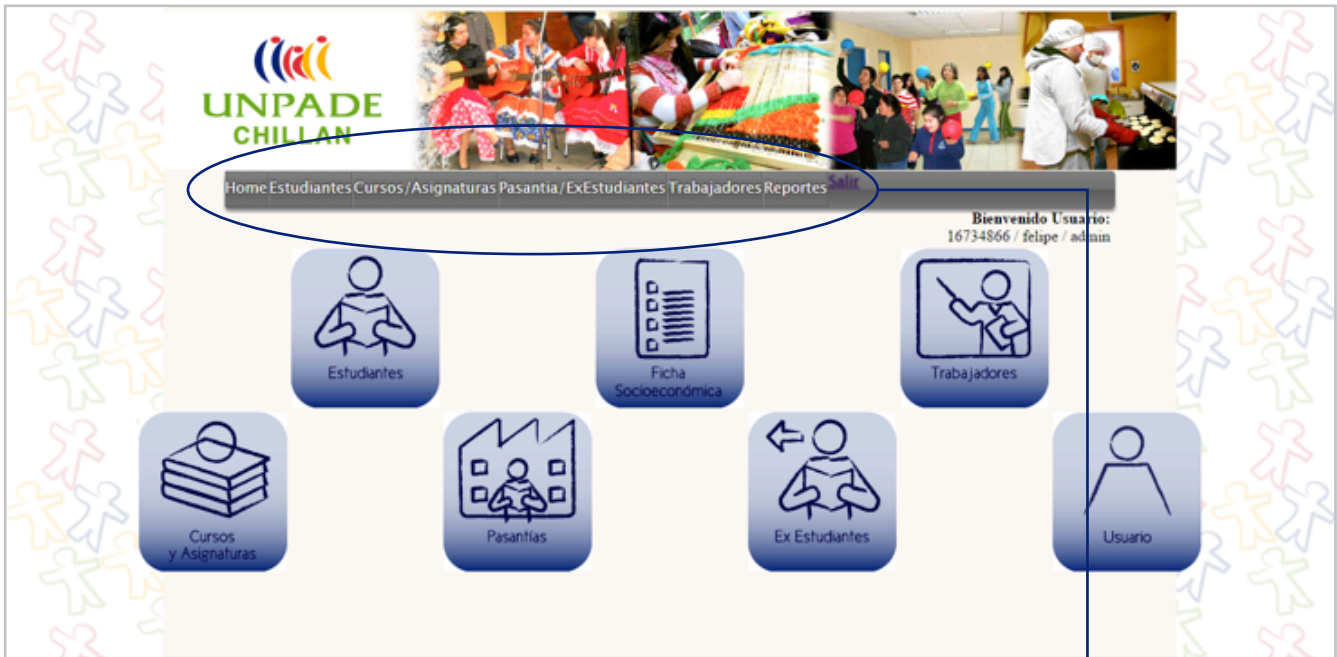 UNPADE
CHILLAN
Home Estudiantes Cursos/Asignaturas Pasantia/ExEstudiantes Trabajadores Reportes Salir
Bienvenido Usuario:
16734866 / felipe / admin
Estudiantes
Ficha
Socioeconómica
Trabajadores
Cursos
y Asignaturas
Pasantías
Ex Estudiantes
Usuario